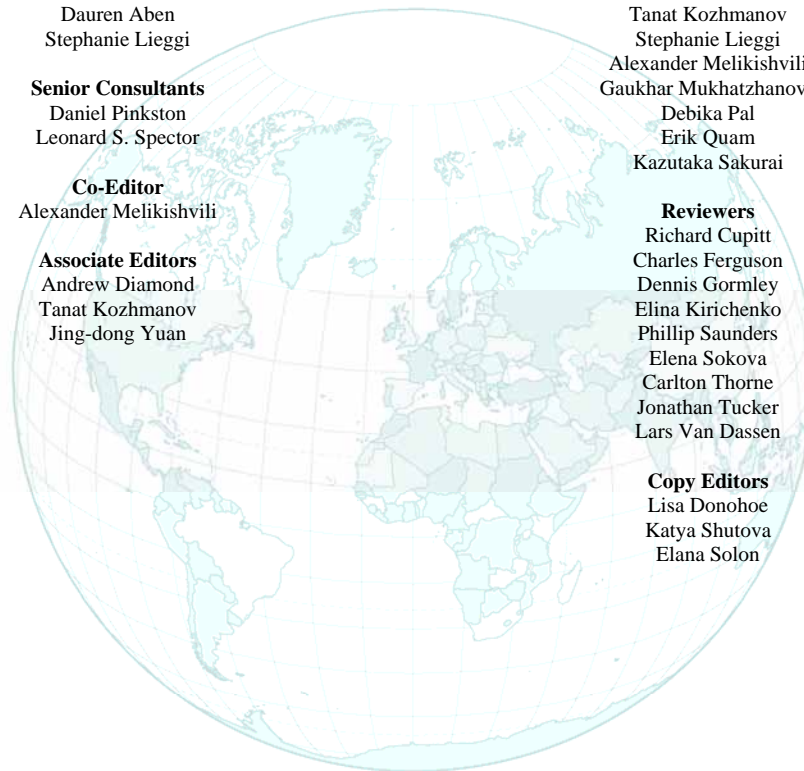 Dauren Aben
Stephanie Lieggi
Senior Consultants
Daniel Pinkston
Leonard S. Spector
Co-Editor
Alexander Melikishvili
Associate Editors
Andrew Diamond
Tanat Kozhmanov
Jing-dong Yuan
Tanat Kozhmanov
Stephanie Lieggi
Alexander Melikishvili
Gaukhar Mukhatzhanov
Debika Pal
Erik Quam
Kazutaka Sakurai
Reviewers
Richard Cupitt
Charles Ferguson
Dennis Gormley
Elina Kirichenko
Phillip Saunders
Elena Sokova
Carlton Thorne
Jonathan Tucker
Lars Van Dassen
Copy Editors
Lisa Donohoe
Katya Shutova
Elana Solon